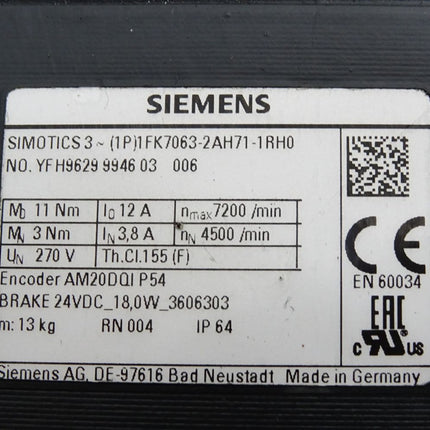 SIEMENS
SIMOTICS 3 ~ (1P)1FK7063-2AH71-1RH0
NO. YFH9629 9946 03 006
M0 11 Nm I0 12 A nmax 7200 /min
MN 3 Nm IN 3,8 A nN 4500 /min
UN 270 V Th.Cl.155 (F)
Encoder AM20DQI P54
BRAKE 24VDC_18,0W_3606303
m: 13 kg RN 004 IP 64
CE
EN 60034
EAC
c UR US
Siemens AG, DE-97616 Bad Neustadt Made in Germany